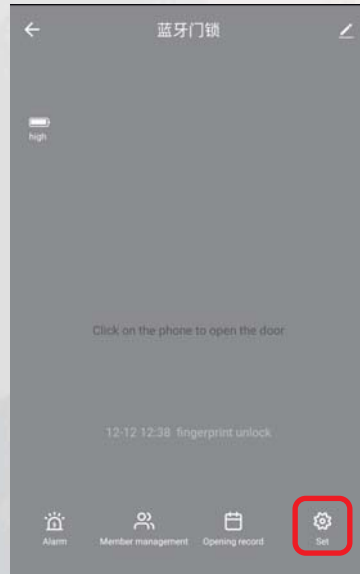 蓝牙门锁
high
Click on the phone to open the door
12-12 12:38 fingerprint unlock
Alarm
Member management
Opening record
Set